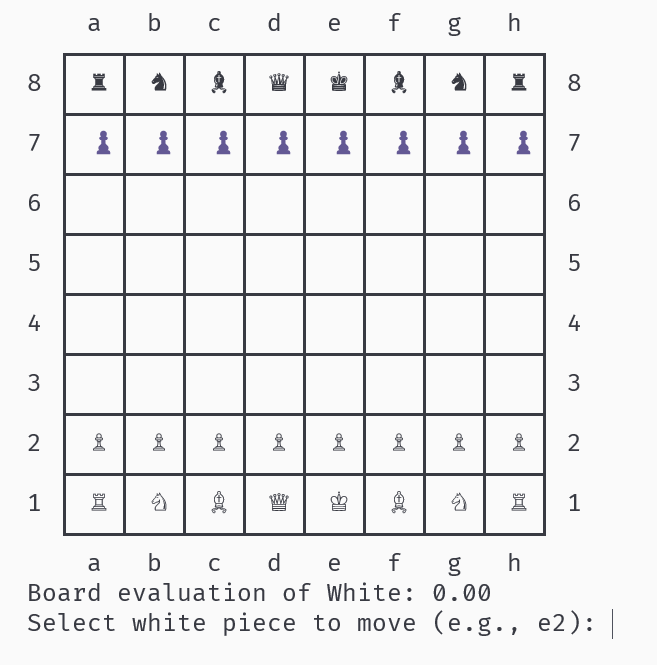 a b c d e f g h
8 ♜ ♞ ♝ ♛ ♚ ♝ ♞ ♜ 8
7 ♟ ♟ ♟ ♟ ♟ ♟ ♟ ♟ 7
6 6
5 5
4 4
3 3
2 ♙ ♙ ♙ ♙ ♙ ♙ ♙ ♙ 2
1 ♖ ♘ ♗ ♕ ♔ ♗ ♘ ♖ 1
a b c d e f g h
Board evaluation of White: 0.00
Select white piece to move (e.g., e2):